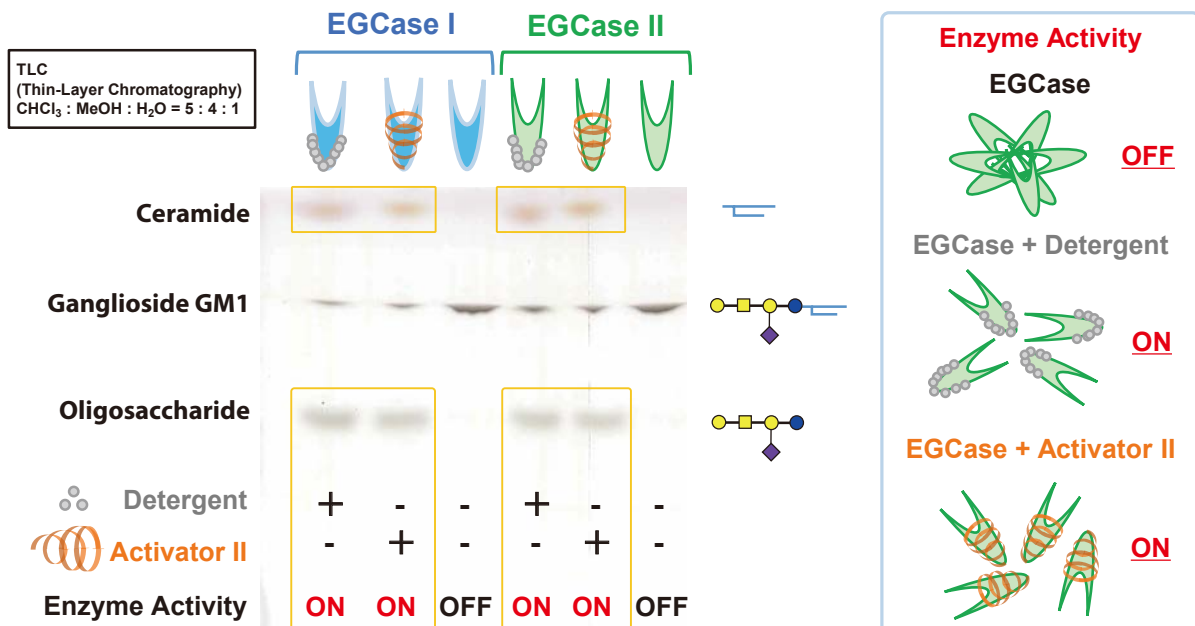 EGCase I
EGCase II
TLC
(Thin-Layer Chromatography)
CHCl₃ : MeOH : H₂O = 5 : 4 : 1
Ceramide
Ganglioside GM1
Oligosaccharide
Detergent + - - + - -
Activator II - + - - + -
Enzyme Activity ON ON OFF ON ON OFF
Enzyme Activity
EGCase
OFF
EGCase + Detergent
ON
EGCase + Activator II
ON